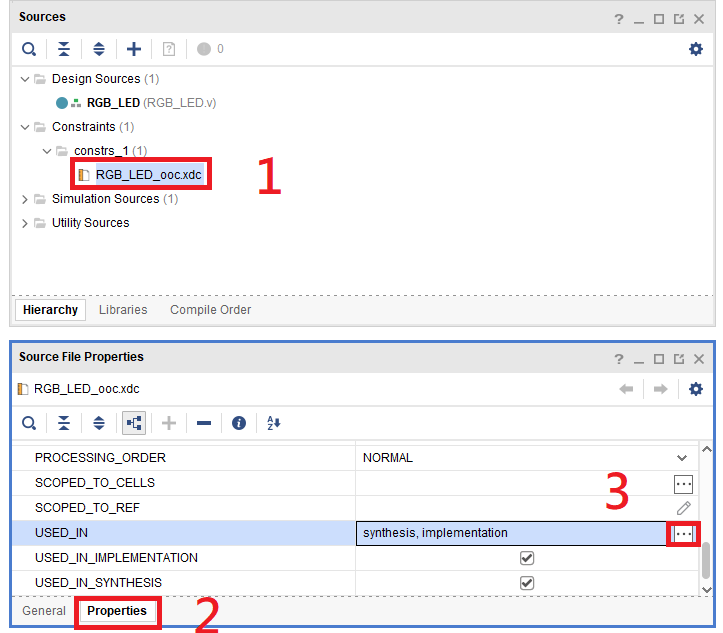 Sources
? _
0
Design Sources (1)
RGB_LED (RGB_LED.v)
Constraints (1)
constrs_1 (1)
RGB_LED_ooc.xdc
1
Simulation Sources (1)
Utility Sources
Hierarchy Libraries Compile Order
Source File Properties
? _
RGB_LED_ooc.xdc
PROCESSING_ORDER NORMAL
SCOPED_TO_CELLS ...
SCOPED_TO_REF
3
USED_IN synthesis, implementation ...
USED_IN_IMPLEMENTATION
USED_IN_SYNTHESIS
General Properties
2